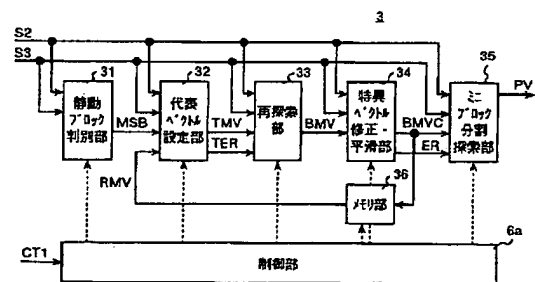 3
S2
S3
31
静動
ブロック
判別部
MSB
32
代表
ベクトル
設定部
TMV
TER
33
再探索
部
BMV
34
特異
ベクトル
修正・
平滑部
BMVC
ER
35
ミニ
ブロック
分割
探索部
PV
RMV
36
メモリ部
6a
CT1
制御部